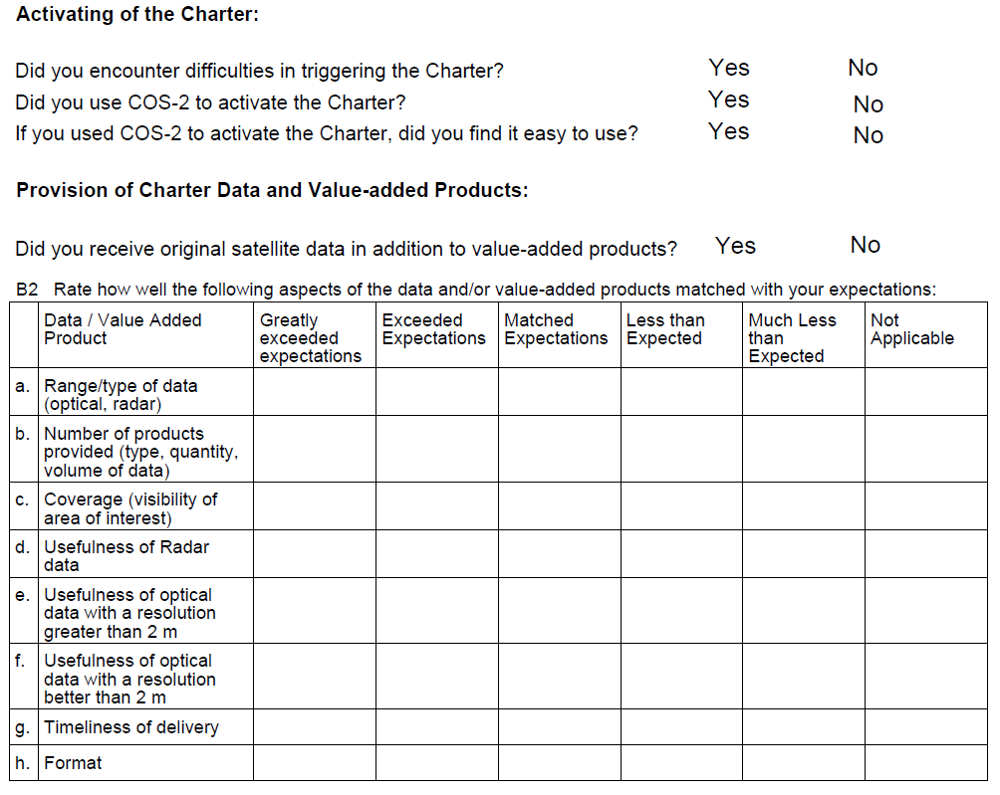 Activating of the Charter:
Did you encounter difficulties in triggering the Charter? Yes No
Did you use COS-2 to activate the Charter? Yes No
If you used COS-2 to activate the Charter, did you find it easy to use? Yes No
Provision of Charter Data and Value-added Products:
Did you receive original satellite data in addition to value-added products? Yes No
B2 Rate how well the following aspects of the data and/or value-added products matched with your expectations:
Data / Value Added
Product
Greatly
exceeded
expectations
Exceeded
Expectations
Matched
Expectations
Less than
Expected
Much Less
than
Expected
Not
Applicable
a. Range/type of data
(optical, radar)
b. Number of products
provided (type, quantity,
volume of data)
c. Coverage (visibility of
area of interest)
d. Usefulness of Radar
data
e. Usefulness of optical
data with a resolution
greater than 2 m
f. Usefulness of optical
data with a resolution
better than 2 m
g. Timeliness of delivery
h. Format